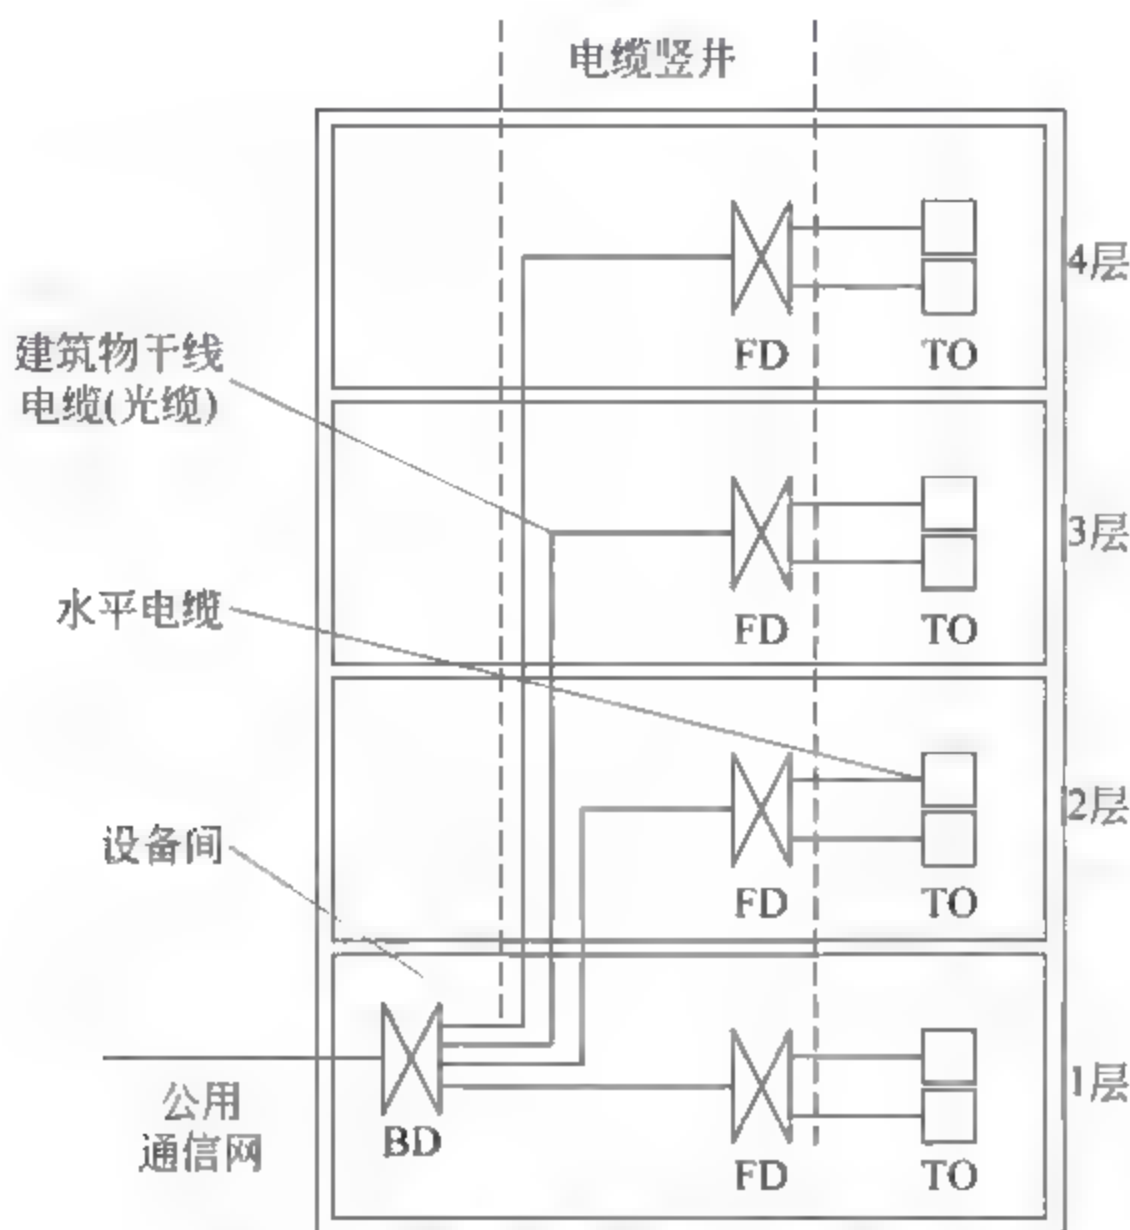 电缆竖井
4层
FD
TO
建筑物干线
电缆(光缆)
3层
FD
TO
水平电缆
2层
FD
TO
设备间
1层
公用
通信网
BD
FD
TO